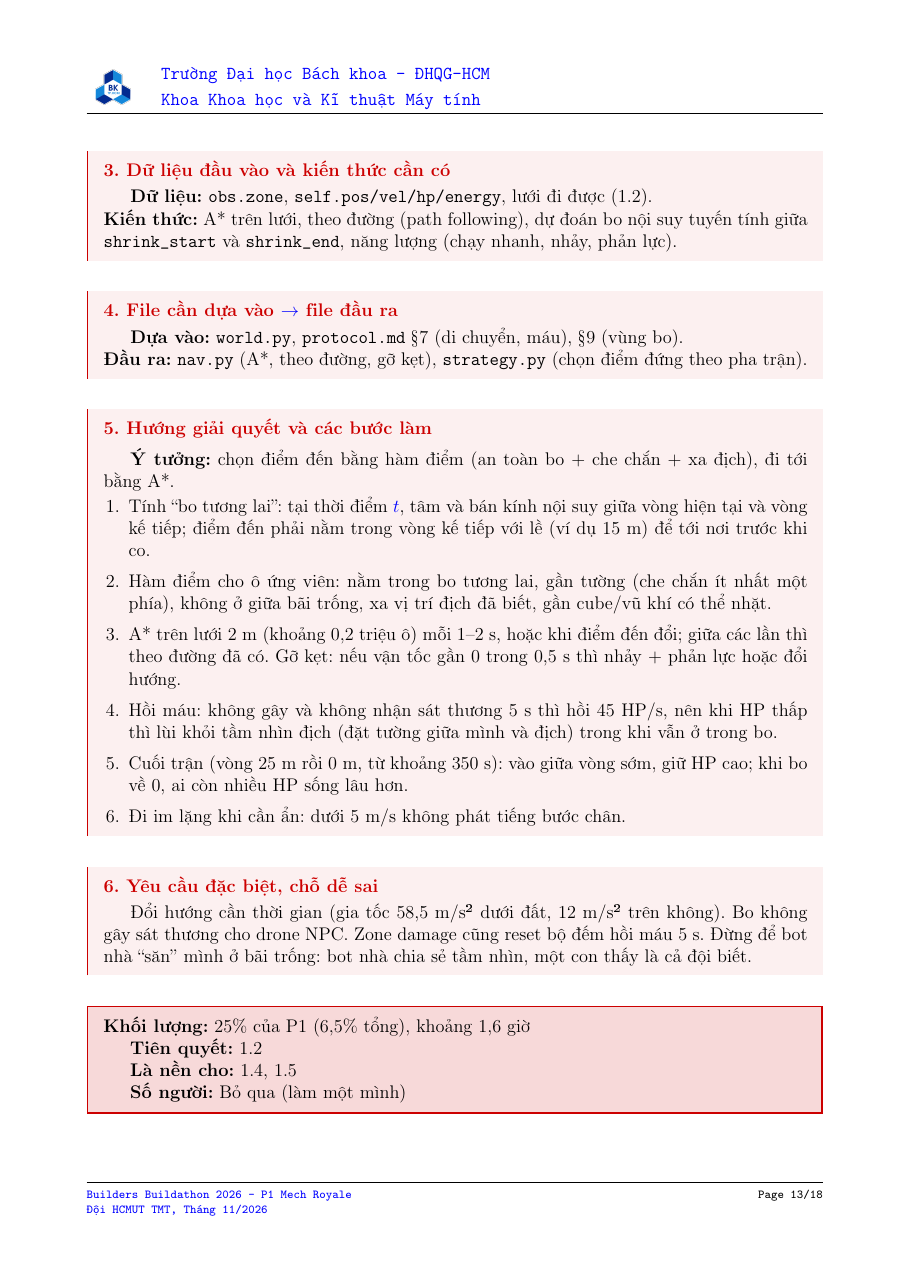 BK
Trường Đại học Bách khoa - ĐHQG-HCM
Khoa Khoa học và Kĩ thuật Máy tính
3. Dữ liệu đầu vào và kiến thức cần có
Dữ liệu: obs.zone, self.pos/vel/hp/energy, lưới đi được (1.2).
Kiến thức: A* trên lưới, theo đường (path following), dự đoán bo nội suy tuyến tính giữa
shrink_start và shrink_end, năng lượng (chạy nhanh, nhảy, phản lực).
4. File cần dựa vào → file đầu ra
Dựa vào: world.py, protocol.md §7 (di chuyển, máu), §9 (vùng bo).
Đầu ra: nav.py (A*, theo đường, gỡ kẹt), strategy.py (chọn điểm đứng theo pha trận).
5. Hướng giải quyết và các bước làm
Ý tưởng: chọn điểm đến bằng hàm điểm (an toàn bo + che chắn + xa địch), đi tới
bằng A*.
1. Tính “bo tương lai”: tại thời điểm t, tâm và bán kính nội suy giữa vòng hiện tại và vòng
kế tiếp; điểm đến phải nằm trong vòng kế tiếp với lề (ví dụ 15 m) để tới nơi trước khi
co.
2. Hàm điểm cho ô ứng viên: nằm trong bo tương lai, gần tường (che chắn ít nhất một
phía), không ở giữa bãi trống, xa vị trí địch đã biết, gần cube/vũ khí có thể nhặt.
3. A* trên lưới 2 m (khoảng 0,2 triệu ô) mỗi 1–2 s, hoặc khi điểm đến đổi; giữa các lần thì
theo đường đã có. Gỡ kẹt: nếu vận tốc gần 0 trong 0,5 s thì nhảy + phản lực hoặc đổi
hướng.
4. Hồi máu: không gây và không nhận sát thương 5 s thì hồi 45 HP/s, nên khi HP thấp
thì lùi khỏi tầm nhìn địch (đặt tường giữa mình và địch) trong khi vẫn ở trong bo.
5. Cuối trận (vòng 25 m rồi 0 m, từ khoảng 350 s): vào giữa vòng sớm, giữ HP cao; khi bo
về 0, ai còn nhiều HP sống lâu hơn.
6. Đi im lặng khi cần ẩn: dưới 5 m/s không phát tiếng bước chân.
6. Yêu cầu đặc biệt, chỗ dễ sai
Đổi hướng cần thời gian (gia tốc 58,5 m/s² dưới đất, 12 m/s² trên không). Bo không
gây sát thương cho drone NPC. Zone damage cũng reset bộ đếm hồi máu 5 s. Đừng để bot
nhà “săn” mình ở bãi trống: bot nhà chia sẻ tầm nhìn, một con thấy là cả đội biết.
Khối lượng: 25% của P1 (6,5% tổng), khoảng 1,6 giờ
Tiên quyết: 1.2
Là nền cho: 1.4, 1.5
Số người: Bỏ qua (làm một mình)
Builders Buildathon 2026 - P1 Mech Royale
Page 13/18
Đội HCMUT TMT, Tháng 11/2026